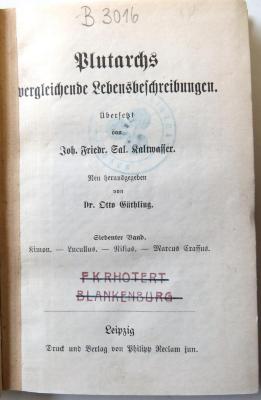 B 3016
Plutarchs
vergleichende Lebensbeschreibungen.
Übersetzt
von
Joh. Friedr. Sal. Kaltwasser.
Neu herausgegeben
von
Dr. Otto Güthling.
Siebenter Band.
Kimon. — Lucullus. — Nikias. — Marcus Crassus.
F K RHOTERT
BLANKENBURG
Leipzig
Druck und Verlag von Philipp Reclam jun.